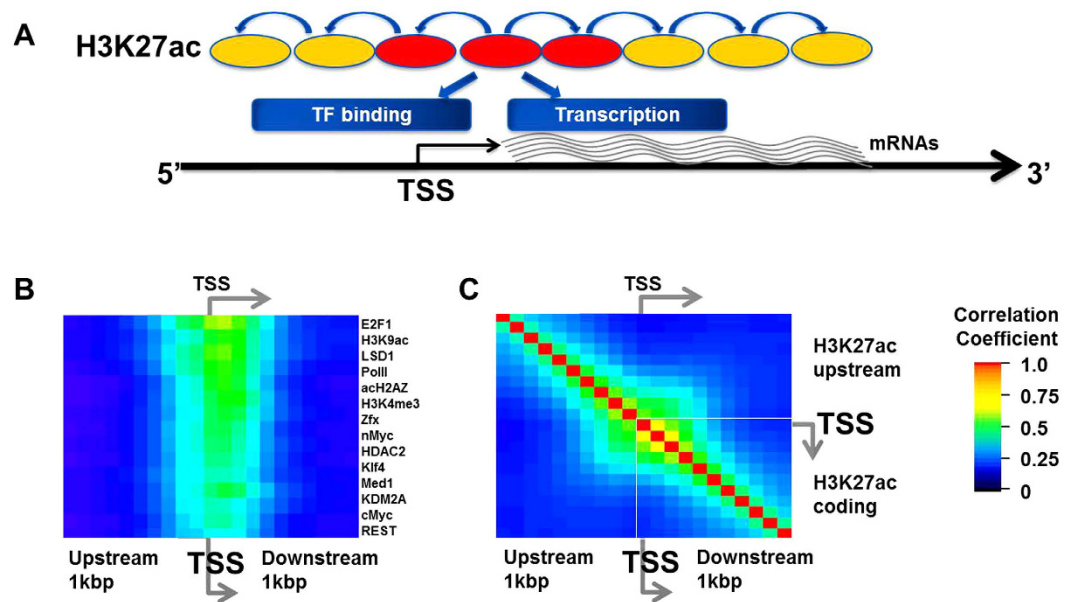 A
H3K27ac
TF binding
Transcription
mRNAs
5’
TSS
3’
B
TSS
E2F1
H3K9ac
LSD1
PolII
acH2AZ
H3K4me3
Zfx
nMyc
HDAC2
Klf4
Med1
KDM2A
cMyc
REST
Upstream
1kbp
TSS
Downstream
1kbp
C
TSS
H3K27ac
upstream
TSS
H3K27ac
coding
Upstream
1kbp
TSS
Downstream
1kbp
Correlation
Coefficient
1.0
0.75
0.50
0.25
0